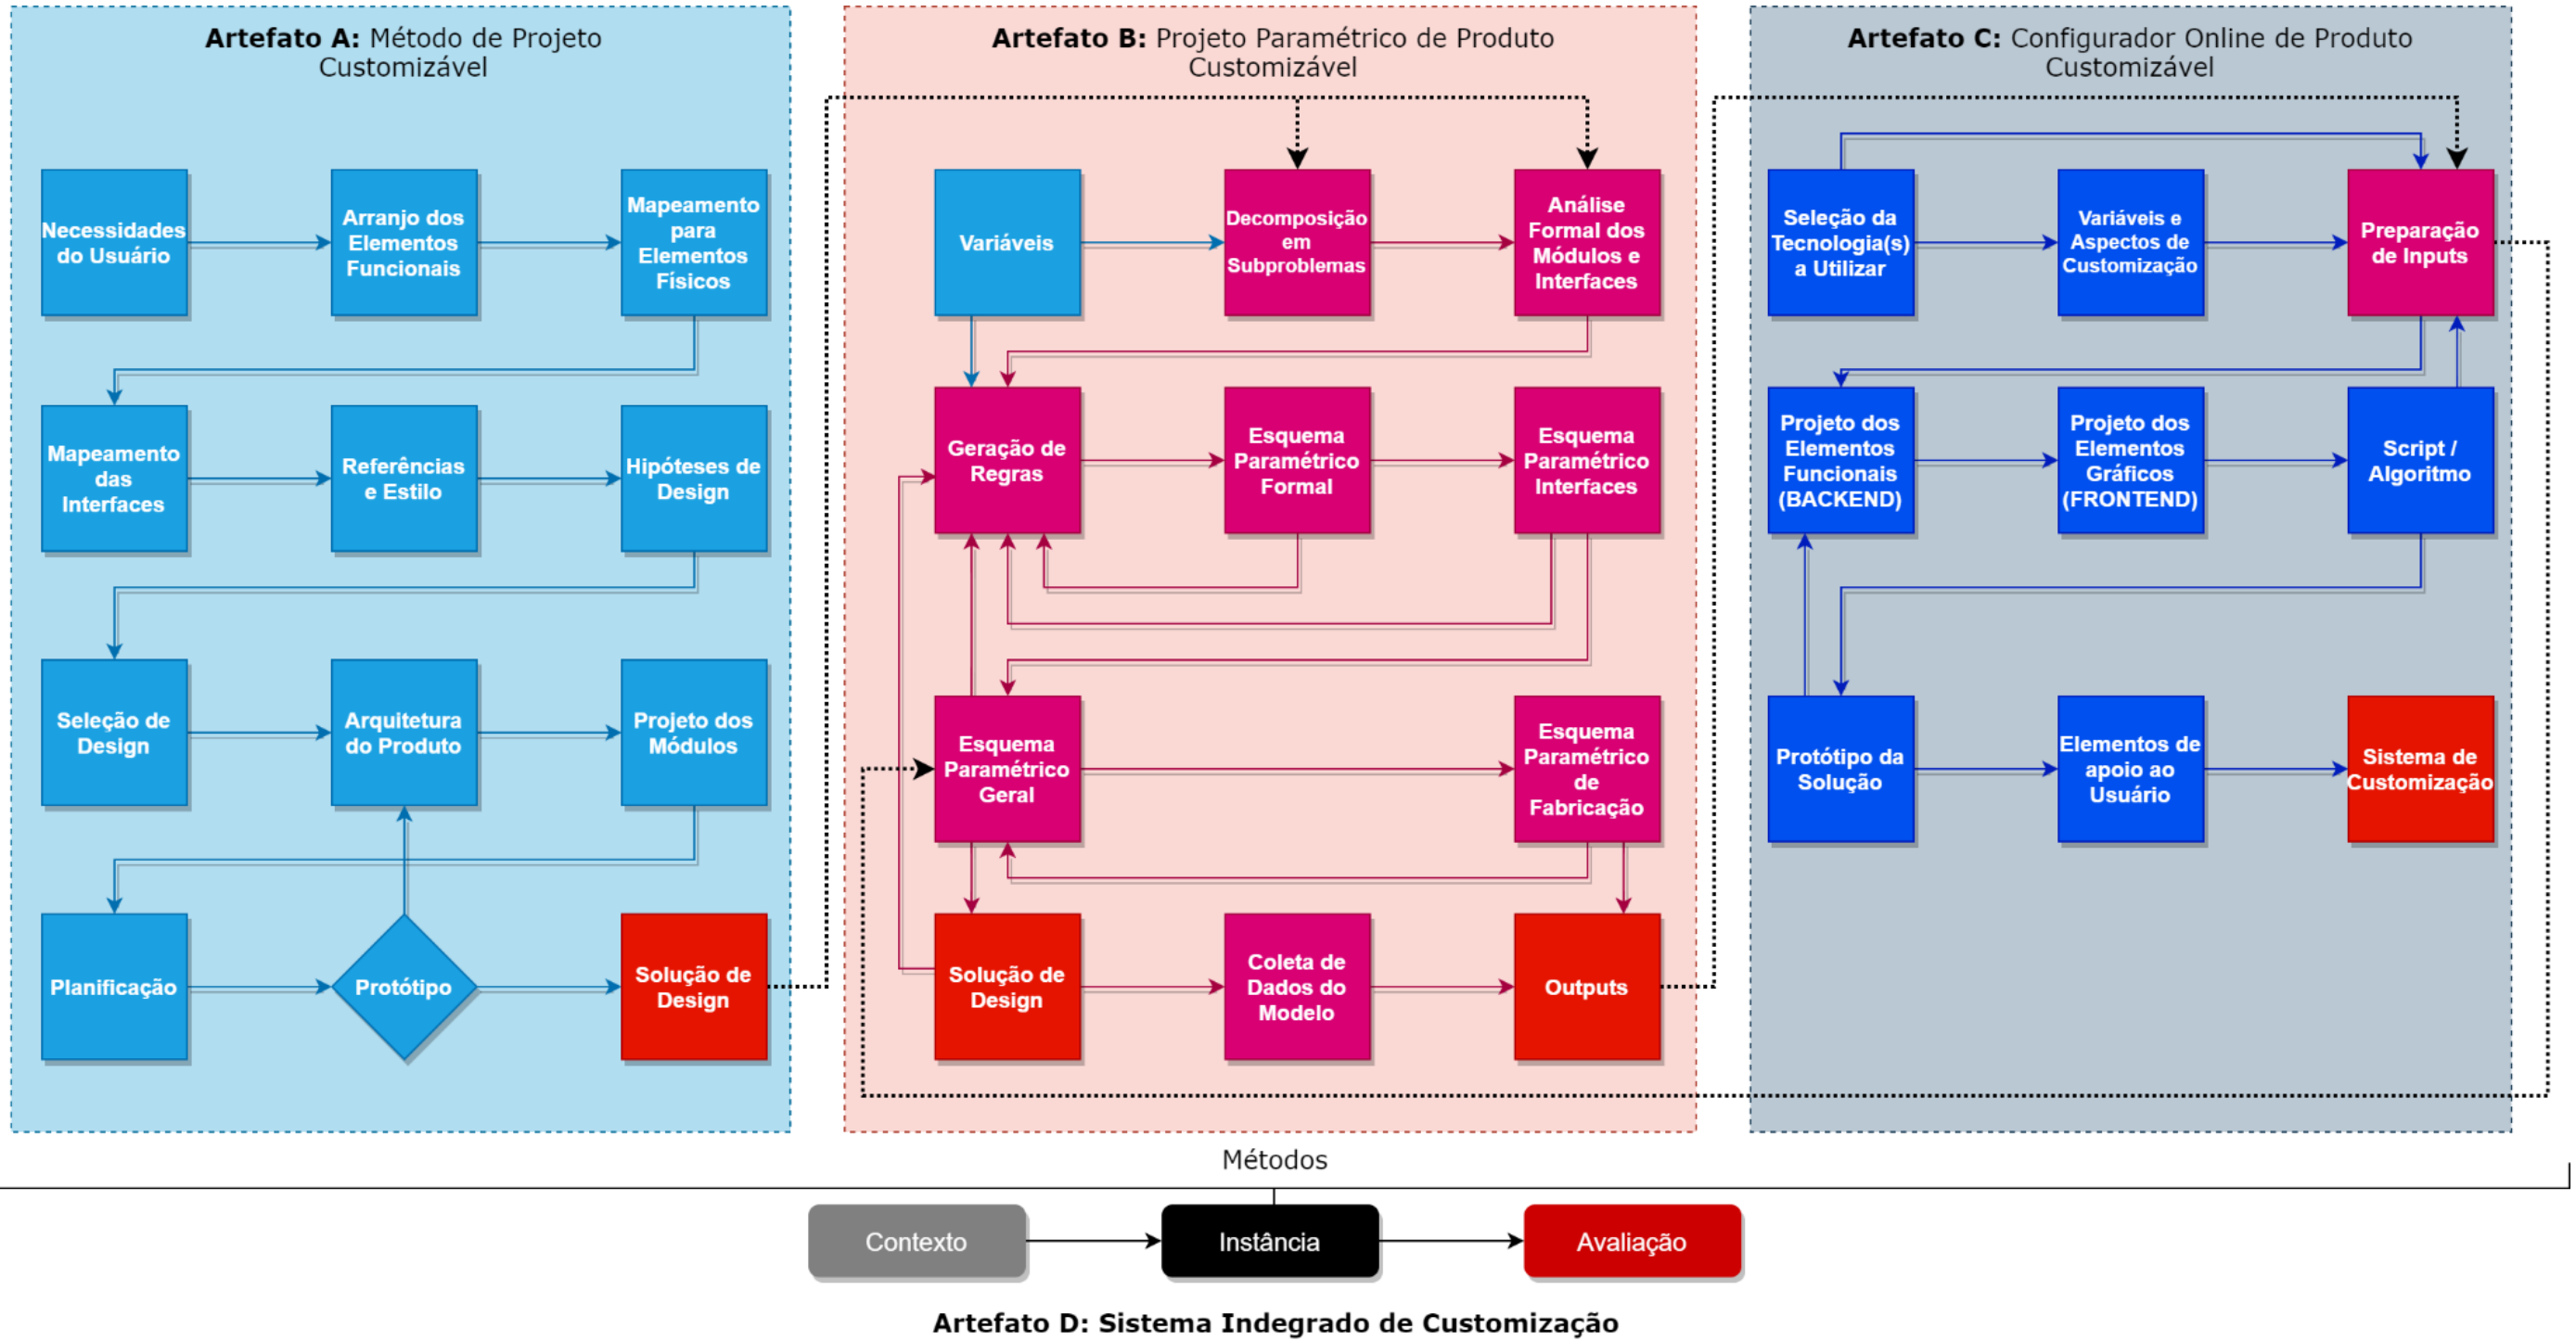 Artefato A: Método de Projeto
Customizável
Necessidades
do Usuário
Arranjo dos
Elementos
Funcionais
Mapeamento
para
Elementos
Físicos
Mapeamento
das
Interfaces
Referências
e Estilo
Hipóteses de
Design
Seleção de
Design
Arquitetura
do Produto
Projeto dos
Módulos
Planificação
Protótipo
Solução de
Design
Artefato B: Projeto Paramétrico de Produto
Customizável
Variáveis
Decomposição
em
Subproblemas
Análise
Formal dos
Módulos e
Interfaces
Geração de
Regras
Esquema
Paramétrico
Formal
Esquema
Paramétrico
Interfaces
Esquema
Paramétrico
Geral
Esquema
Paramétrico
de
Fabricação
Solução de
Design
Coleta de
Dados do
Modelo
Outputs
Artefato C: Configurador Online de Produto
Customizável
Seleção da
Tecnologia(s)
a Utilizar
Variáveis e
Aspectos de
Customização
Preparação
de Inputs
Projeto dos
Elementos
Funcionais
(BACKEND)
Projeto dos
Elementos
Gráficos
(FRONTEND)
Script /
Algoritmo
Protótipo da
Solução
Elementos de
apoio ao
Usuário
Sistema de
Customização
Métodos
Contexto
Instância
Avaliação
Artefato D: Sistema Indegrado de Customização